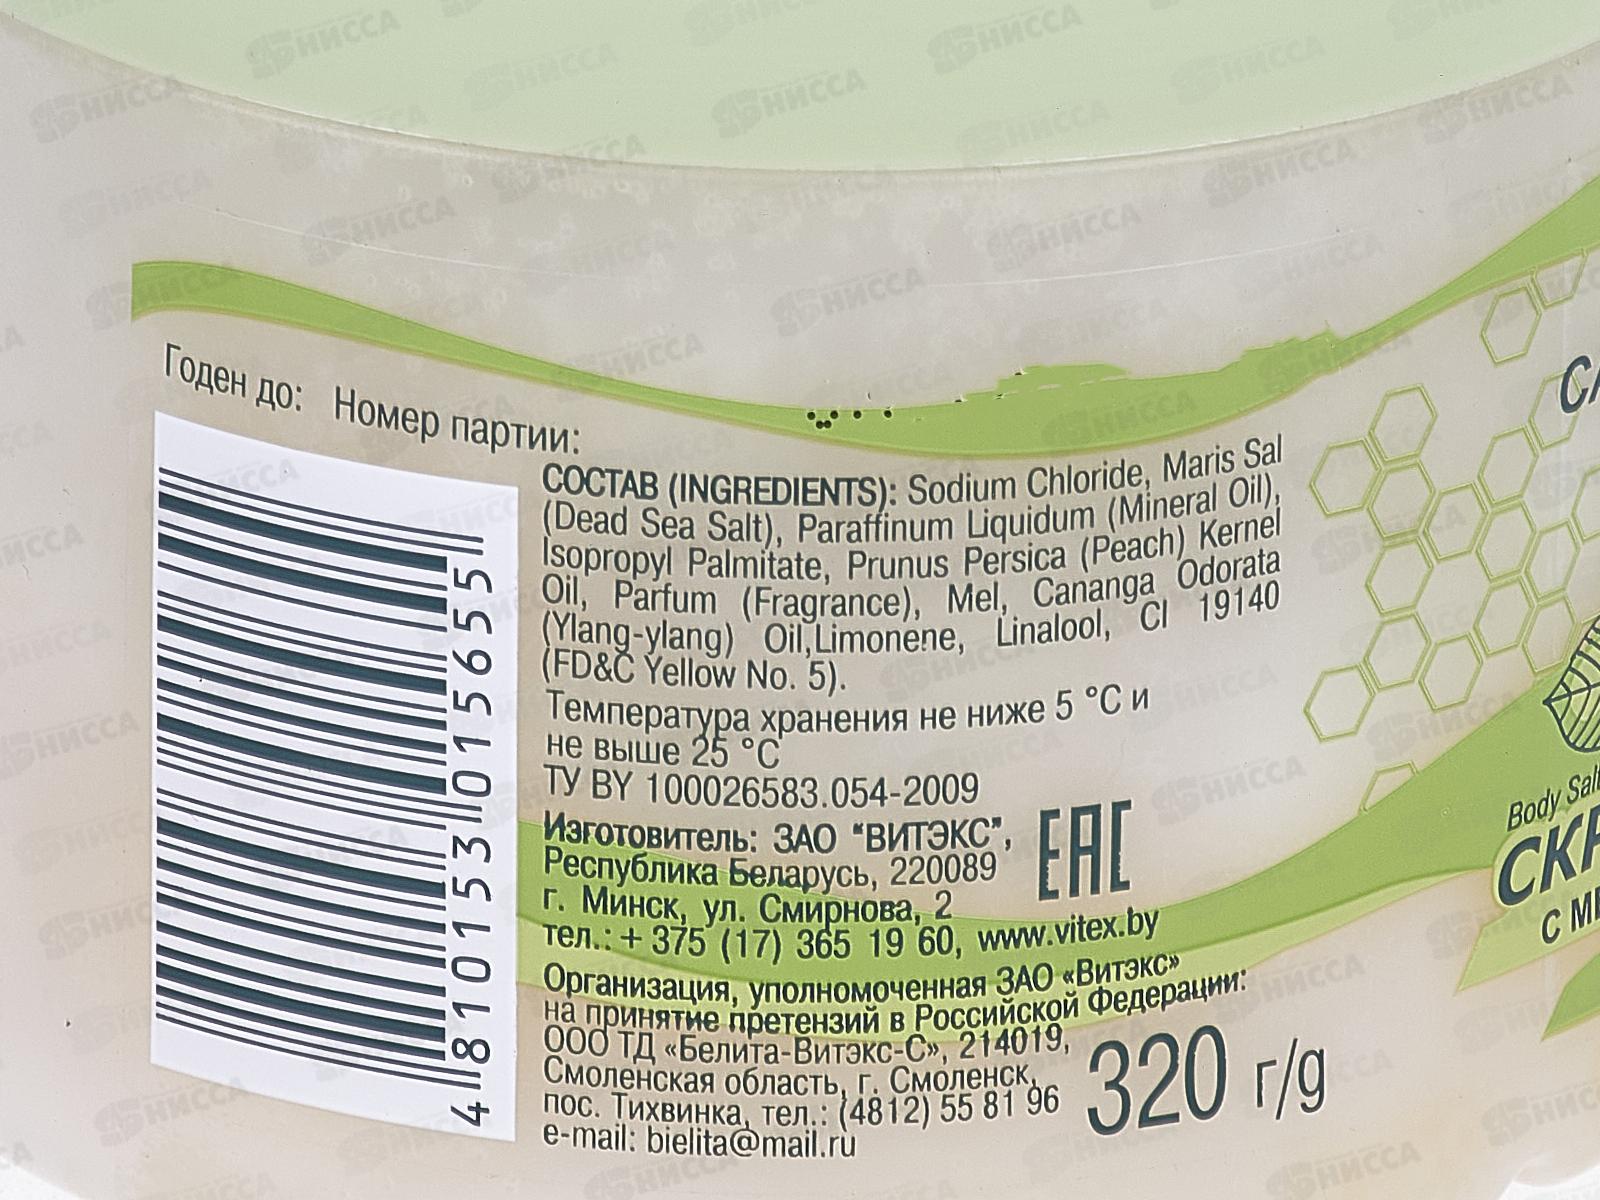 Годен до: Номер партии:
СОСТАВ (INGREDIENTS): Sodium Chloride, Maris Sal
(Dead Sea Salt), Paraffinum Liquidum (Mineral Oil),
Isopropyl Palmitate, Prunus Persica (Peach) Kernel
Oil, Parfum (Fragrance), Mel, Cananga Odorata
(Ylang-ylang) Oil,Limonene, Linalool, CI 19140
(FD&C Yellow No. 5).
Температура хранения не ниже 5 °C и
не выше 25 °C
ТУ BY 100026583.054-2009
Изготовитель: ЗАО "ВИТЭКС",
Республика Беларусь, 220089
г. Минск, ул. Смирнова, 2
тел.: + 375 (17) 365 19 60, www.vitex.by
EAC
Организация, уполномоченная ЗАО «Витэкс»
на принятие претензий в Российской Федерации:
ООО ТД «Белита-Витэкс-С», 214019,
Смоленская область, г. Смоленск,
пос. Тихвинка, тел.: (4812) 55 81 96
e-mail: bielita@mail.ru
320 г/g
4 810153 015655
Body Salt
НИССА